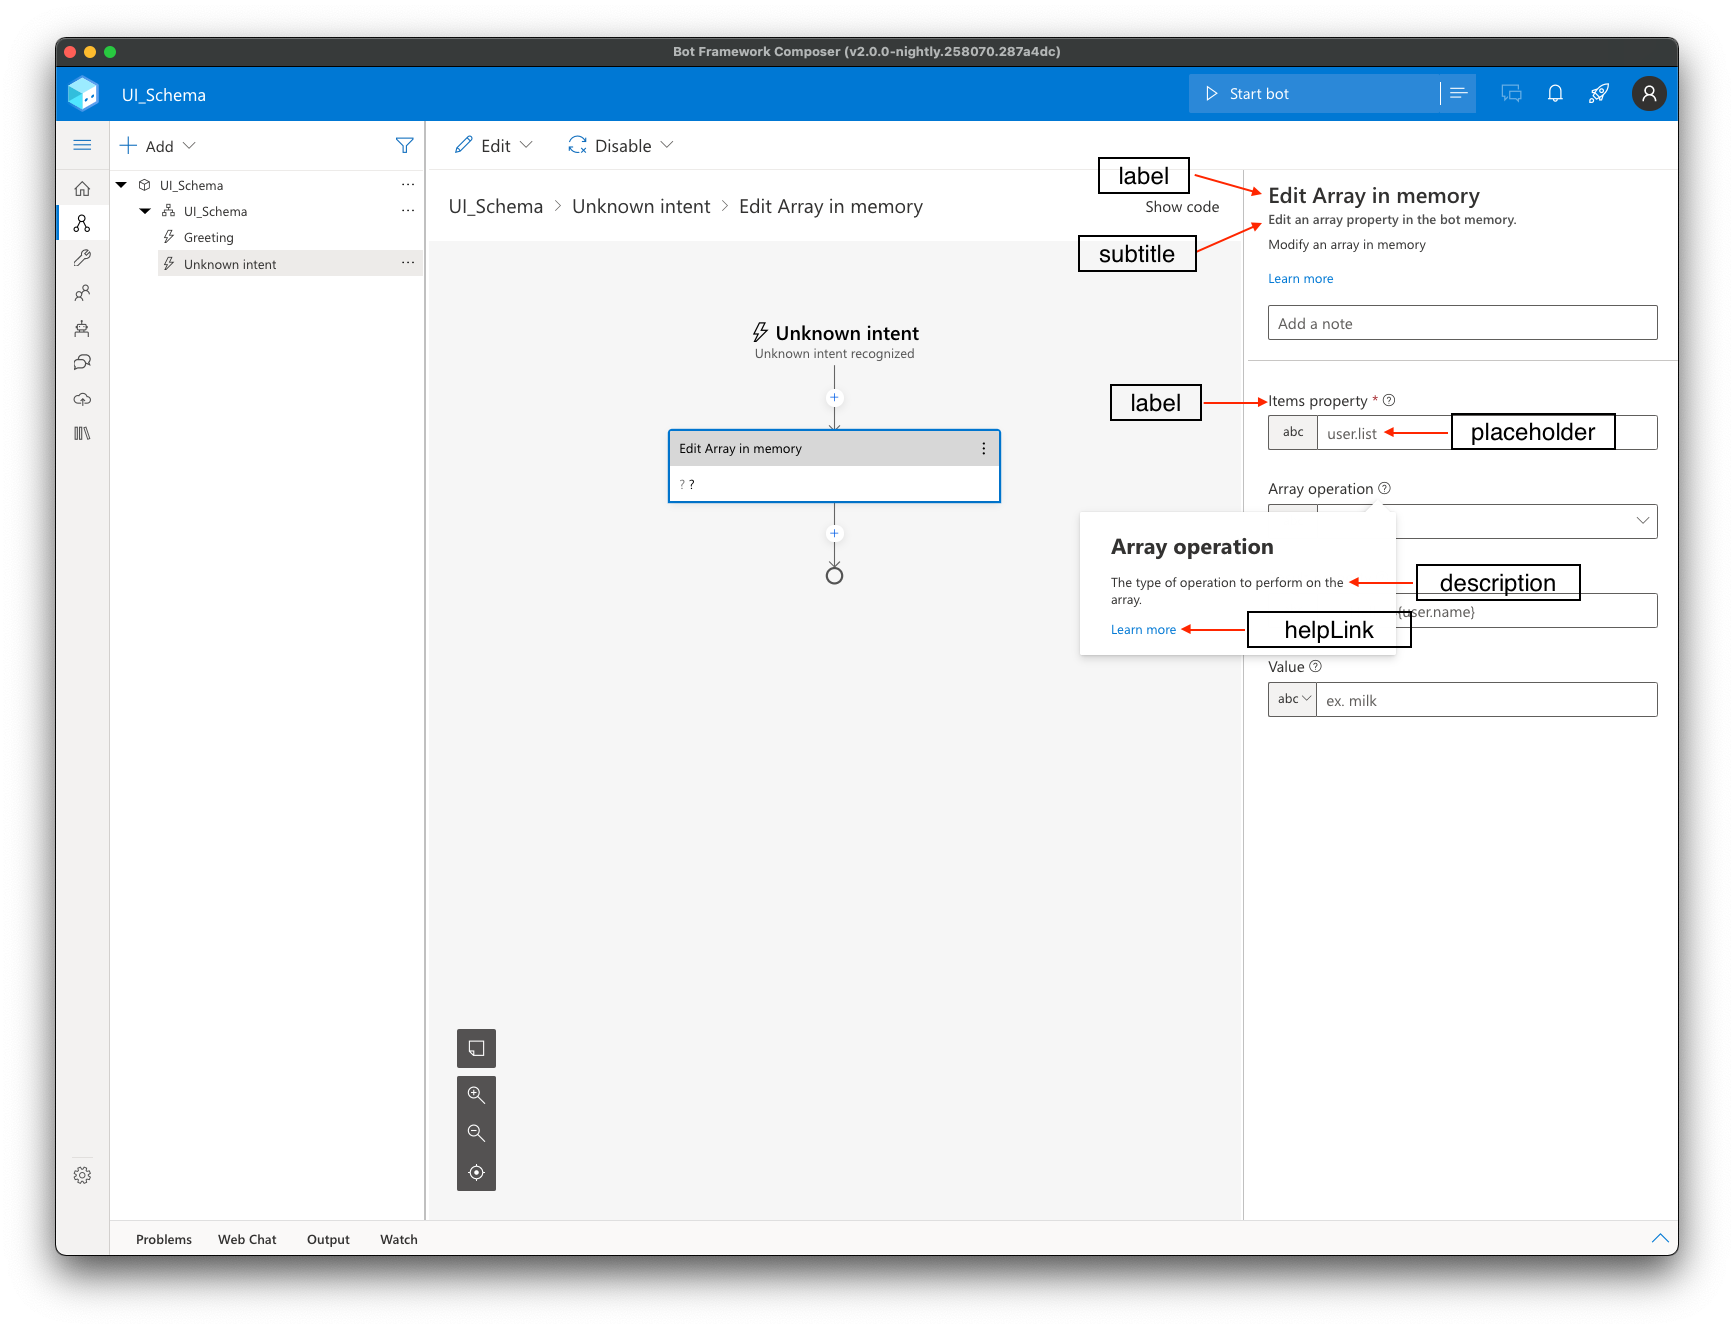 Bot Framework Composer (v2.0.0-nightly.258070.287a4dc)
UI_Schema
Start bot
Add
Edit
Disable
UI_Schema
UI_Schema
Greeting
Unknown intent
UI_Schema > Unknown intent > Edit Array in memory
Show code
Unknown intent
Unknown intent recognized
Edit Array in memory
? ?
label
Edit Array in memory
subtitle
Edit an array property in the bot memory.
Modify an array in memory
Learn more
Add a note
label
Items property * ?
abc
user.list
placeholder
Array operation ?
Array operation
The type of operation to perform on the
array.
description
Learn more
helpLink
{user.name}
Value ?
abc
ex. milk
Problems
Web Chat
Output
Watch